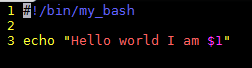 1 #!/bin/my_bash
2
3 echo "Hello world I am $1"